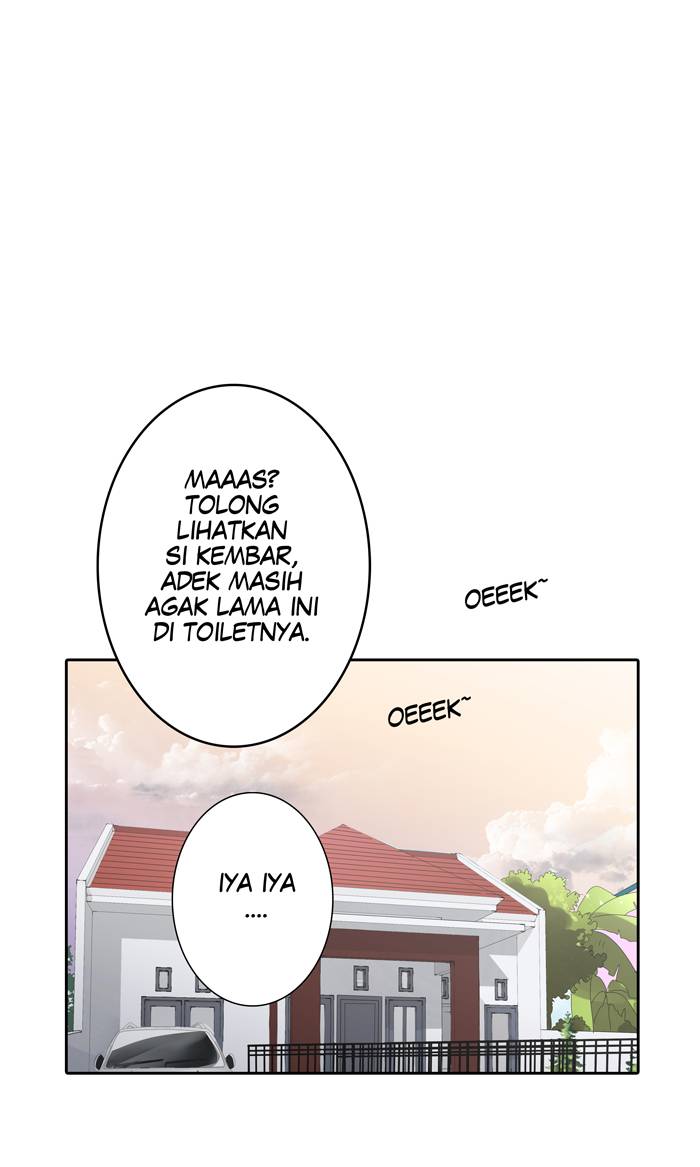 MAAAS?
TOLONG
LIHATKAN
SI KEMBAR,
ADEK MASIH
AGAK LAMA INI
DI TOILETNYA.
OEEEK~
OEEEK~
IYA IYA
....